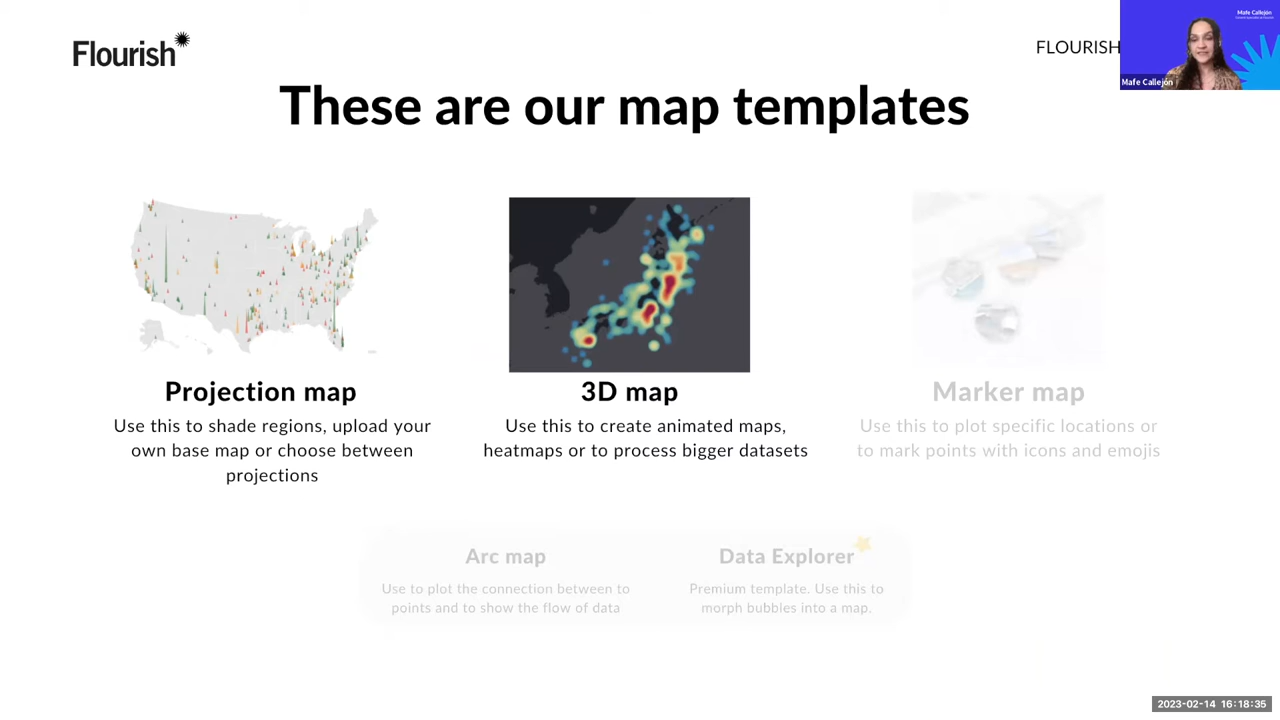 Flourish
FLOURISH
Mafe Callejón
Mafe Callejón
These are our map templates
Projection map
Use this to shade regions, upload your
own base map or choose between
projections
3D map
Use this to create animated maps,
heatmaps or to process bigger datasets
Marker map
Use this to plot specific locations or
to mark points with icons and emojis
Arc map
Use to plot the connection between to
points and to show the flow of data
Data Explorer
Premium template. Use this to
morph bubbles into a map.
2023-02-14 16:18:35